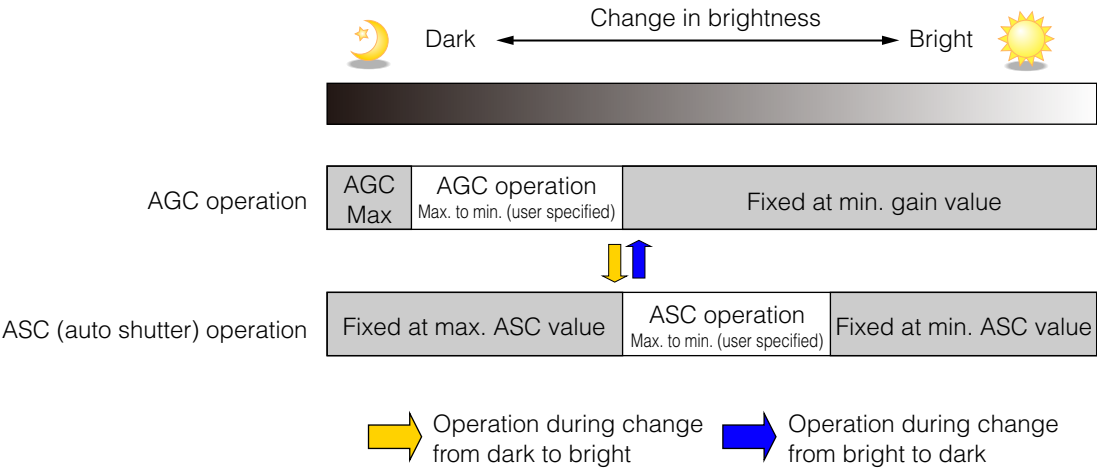 Change in brightness
Dark
Bright
AGC operation
AGC
Max
AGC operation
Max. to min. (user specified)
Fixed at min. gain value
ASC (auto shutter) operation
Fixed at max. ASC value
ASC operation
Max. to min. (user specified)
Fixed at min. ASC value
Operation during change
from dark to bright
Operation during change
from bright to dark